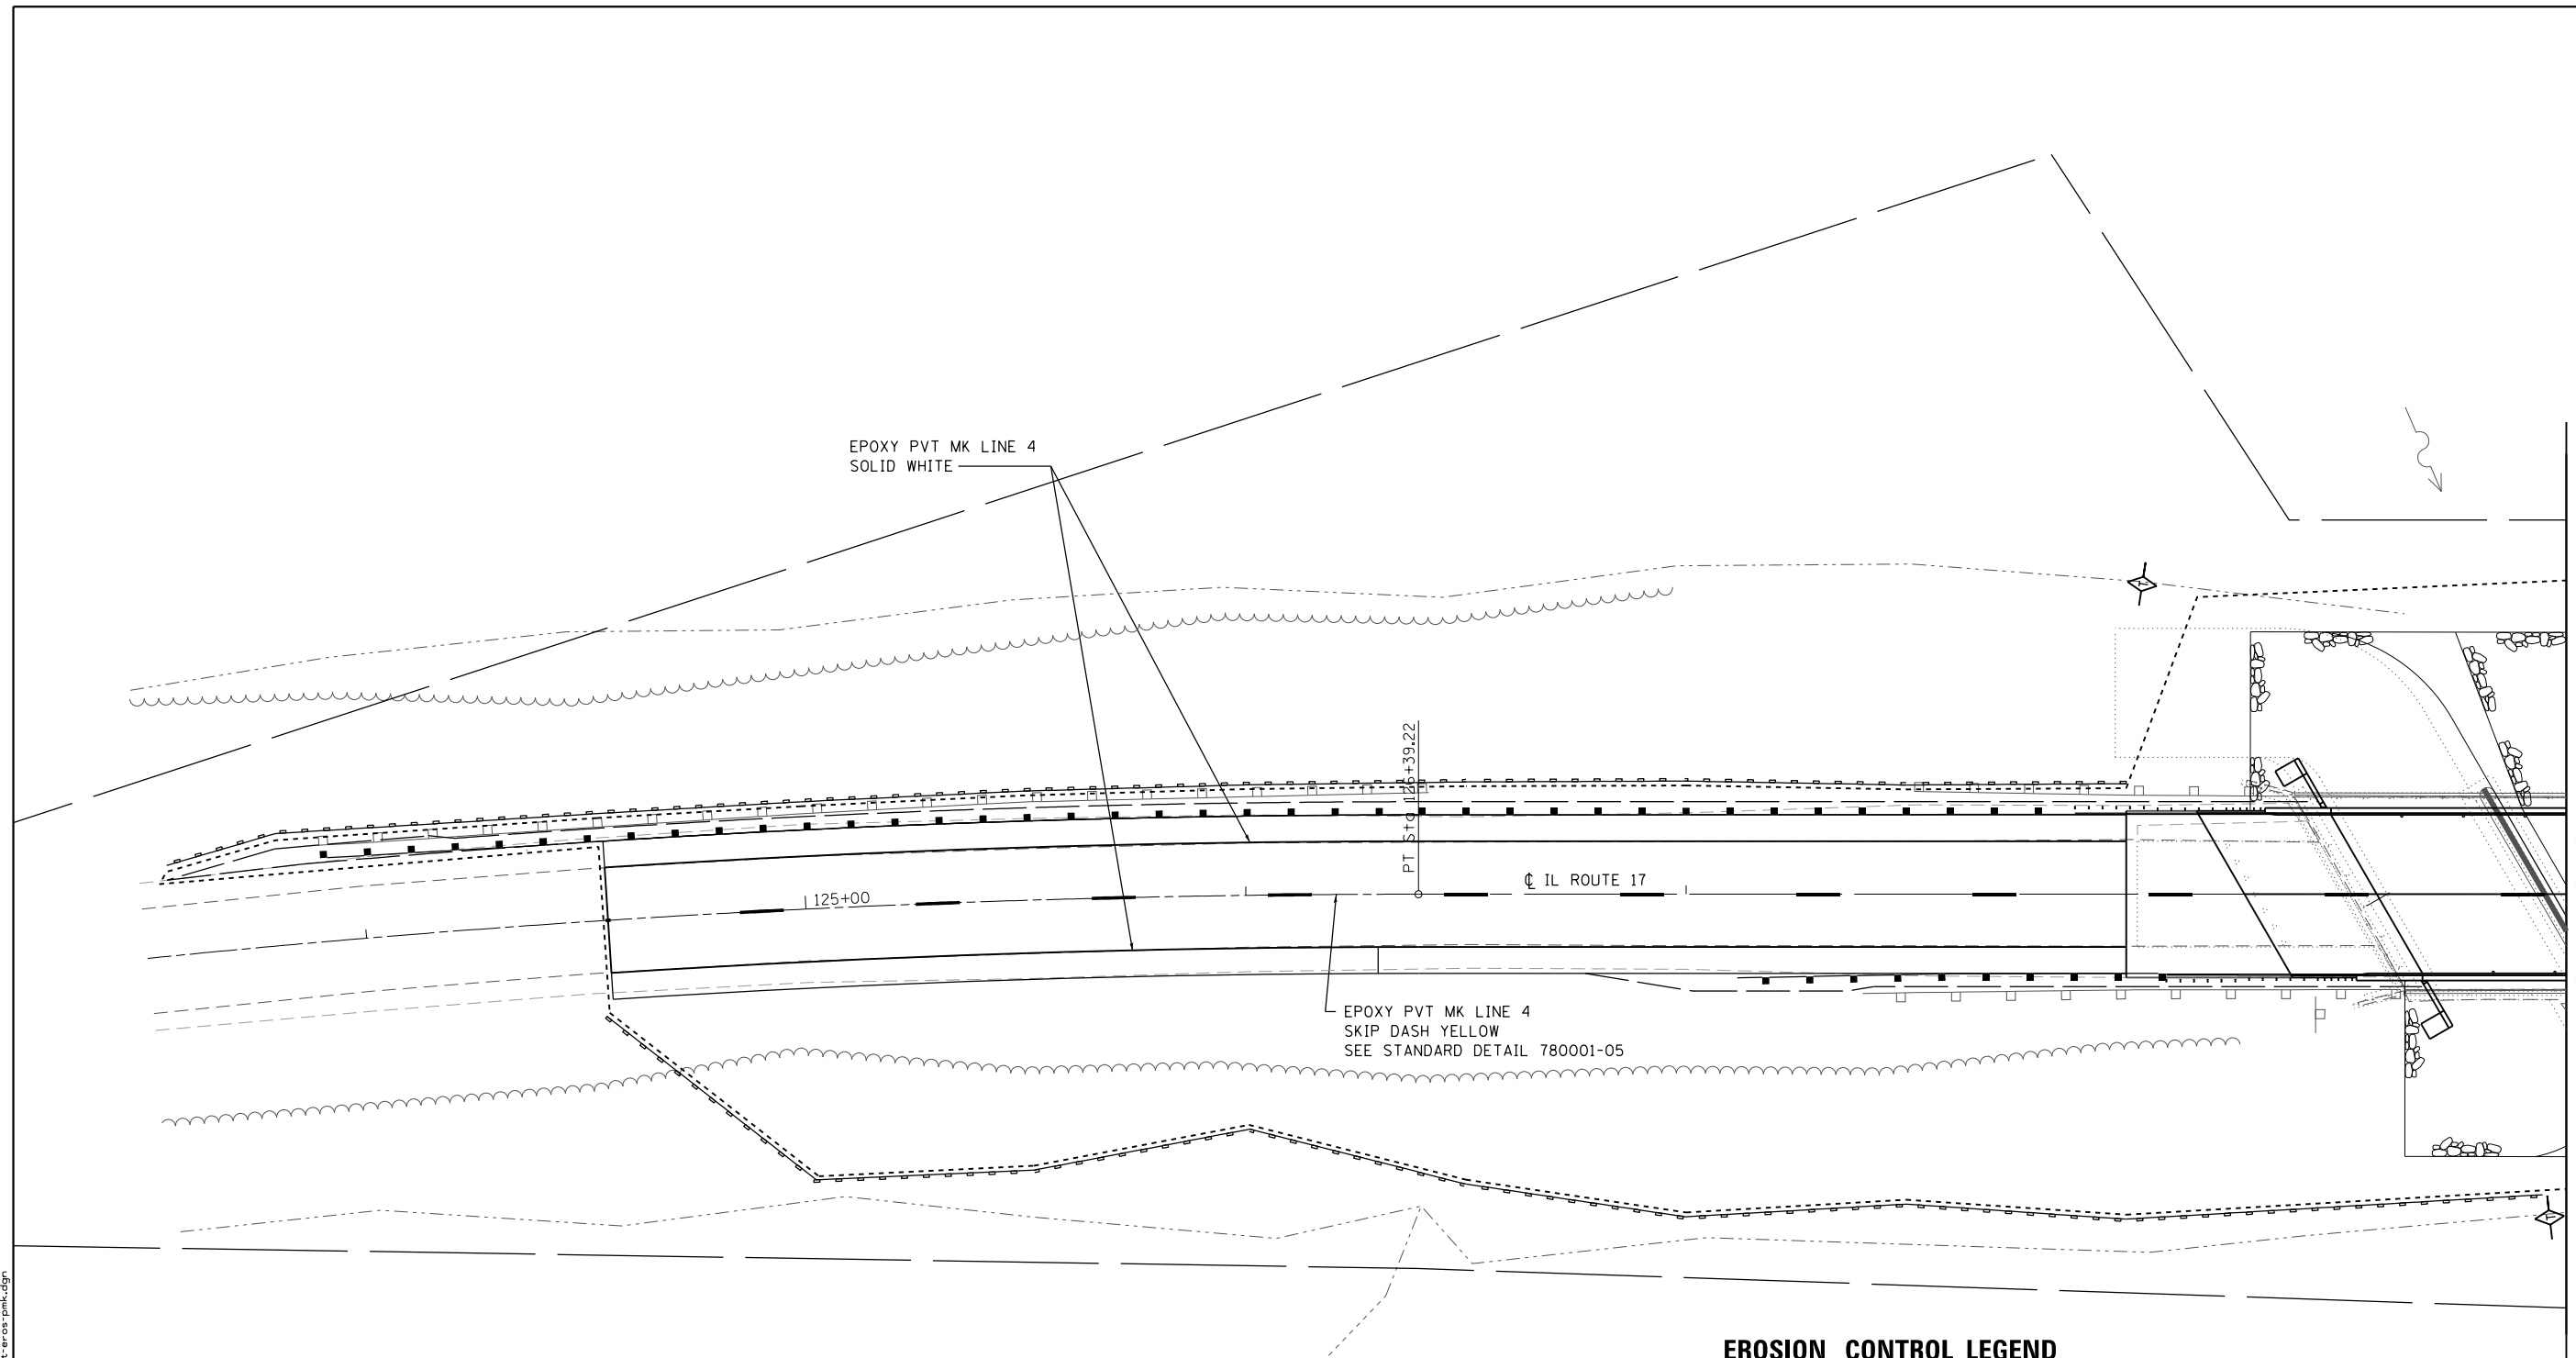 EPOXY PVT MK LINE 4
SOLID WHITE
PT Sta 126+39.22
℄ IL ROUTE 17
125+00
EPOXY PVT MK LINE 4
SKIP DASH YELLOW
SEE STANDARD DETAIL 780001-05
t-eros-pmk.dgn
EROSION CONTROL LEGEND